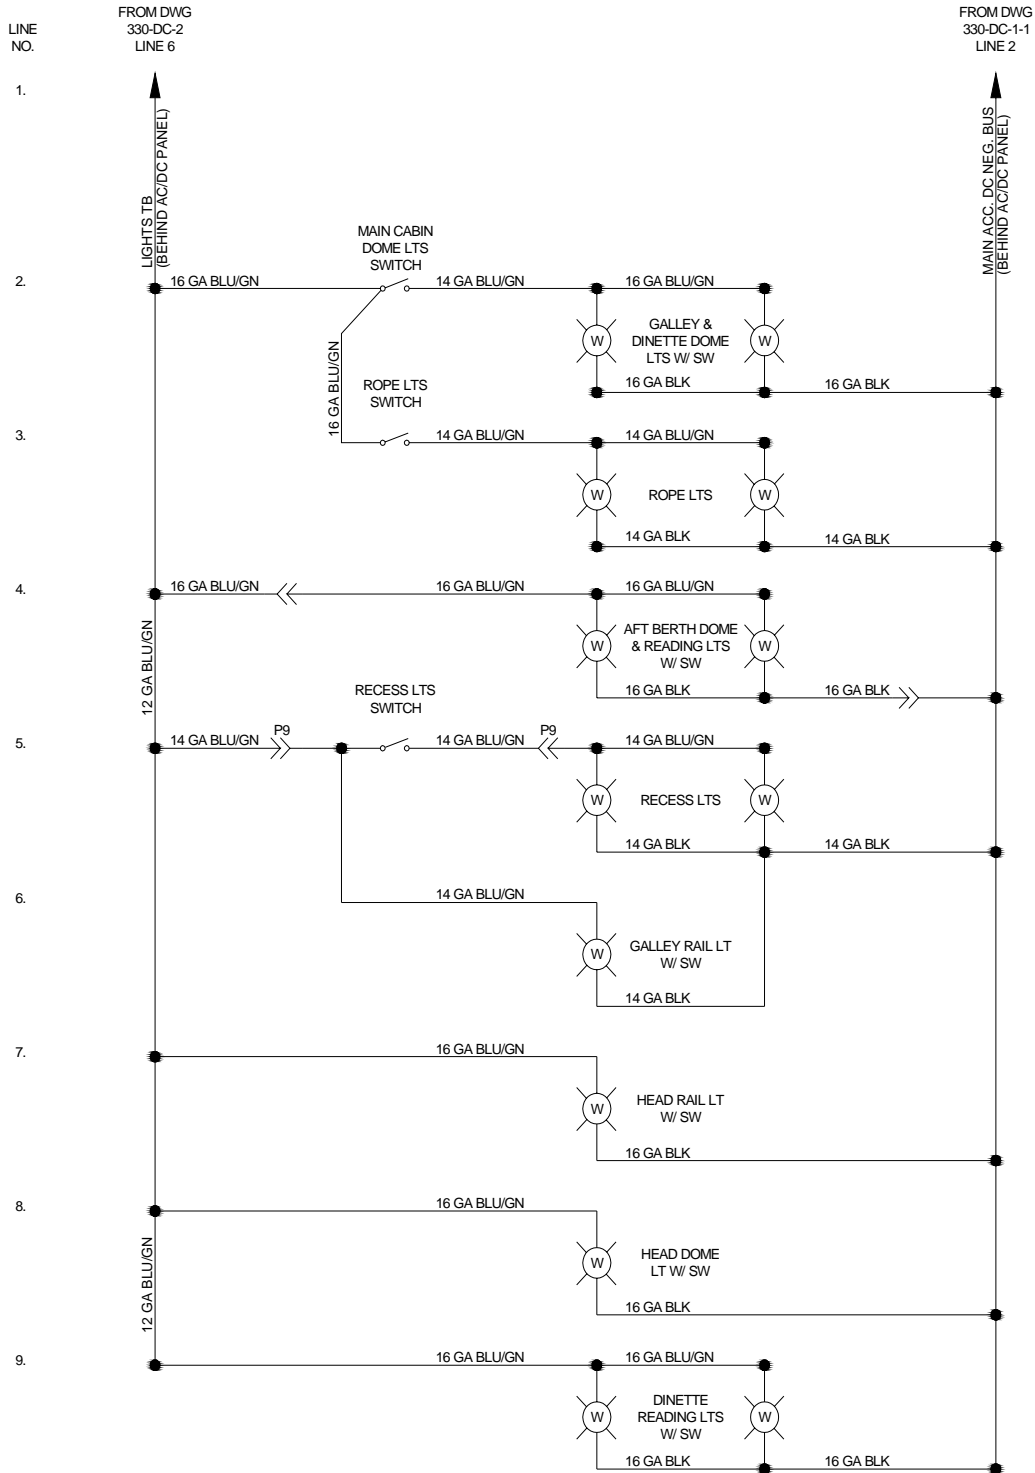 LINE
NO.
FROM DWG
330-DC-2
LINE 6
FROM DWG
330-DC-1-1
LINE 2
1.
LIGHTS TB
(BEHIND AC/DC PANEL)
MAIN ACC. DC NEG. BUS
(BEHIND AC/DC PANEL)
MAIN CABIN
DOME LTS
SWITCH
2.
16 GA BLU/GN
14 GA BLU/GN
16 GA BLU/GN
W
GALLEY &
DINETTE DOME
LTS W/ SW
W
16 GA BLK
16 GA BLK
16 GA BLU/GN
ROPE LTS
SWITCH
3.
14 GA BLU/GN
14 GA BLU/GN
W
ROPE LTS
W
14 GA BLK
14 GA BLK
4.
16 GA BLU/GN
16 GA BLU/GN
16 GA BLU/GN
W
AFT BERTH DOME
& READING LTS
W/ SW
W
16 GA BLK
16 GA BLK
12 GA BLU/GN
RECESS LTS
SWITCH
5.
14 GA BLU/GN
P9
14 GA BLU/GN
P9
14 GA BLU/GN
W
RECESS LTS
W
14 GA BLK
14 GA BLK
6.
14 GA BLU/GN
W
GALLEY RAIL LT
W/ SW
14 GA BLK
7.
16 GA BLU/GN
W
HEAD RAIL LT
W/ SW
16 GA BLK
8.
16 GA BLU/GN
W
HEAD DOME
LT W/ SW
16 GA BLK
12 GA BLU/GN
9.
16 GA BLU/GN
16 GA BLU/GN
W
DINETTE
READING LTS
W/ SW
W
16 GA BLK
16 GA BLK